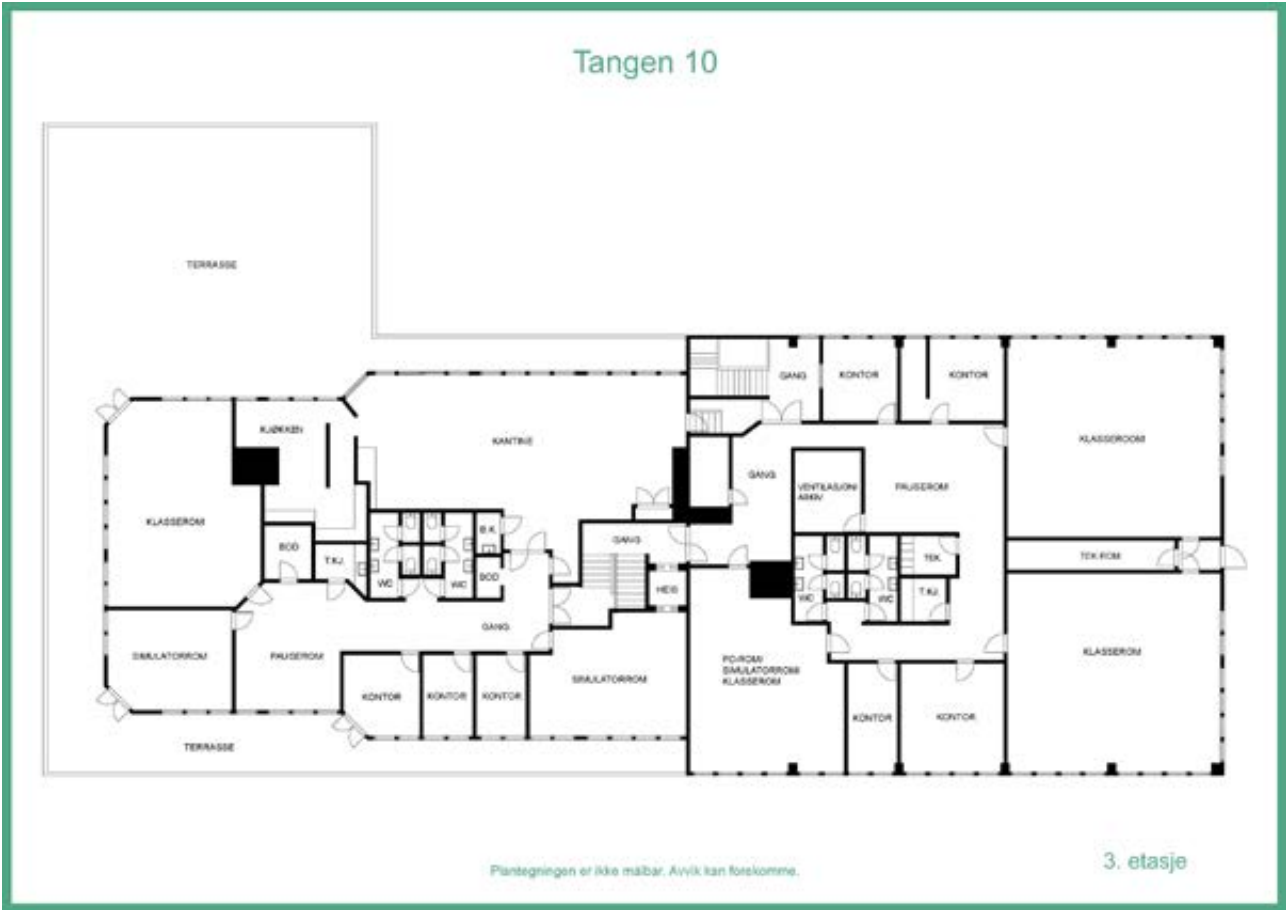 Tangen 10
TERRASSE
GANG
KONTOR
KONTOR
KJØKKEN
KANTINE
KLASSEROOM
GANG
VENTILASJON/
ARKIV
PAUSEROM
KLASSEROM
B.K.
GANG
BOD
T.KJ.
TEK.
TEK-ROM
WC
WC
BOD
HEIS
WC
WC
T.KJ.
GANG
SIMULATORROM
PAUSEROM
KLASSEROM
PC-ROM/
SIMULATORROM/
KLASSEROM
SIMULATORROM
KONTOR
KONTOR
KONTOR
KONTOR
KONTOR
TERRASSE
3. etasje
Plantegningen er ikke målbar. Avvik kan forekomme.